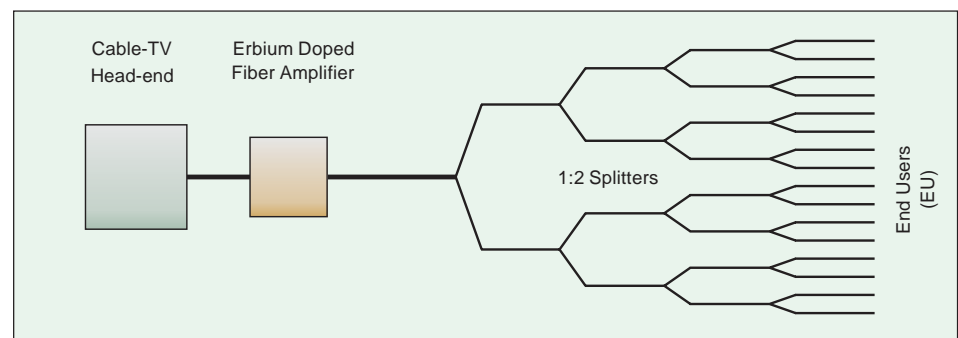 Cable-TV
Head-end
Erbium Doped
Fiber Amplifier
1:2 Splitters
End Users
(EU)